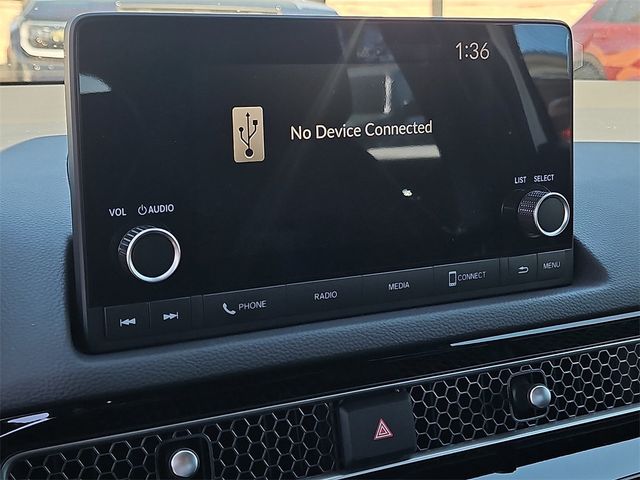 1:36
No Device Connected
VOL AUDIO
LIST SELECT
PHONE
RADIO
MEDIA
CONNECT
MENU